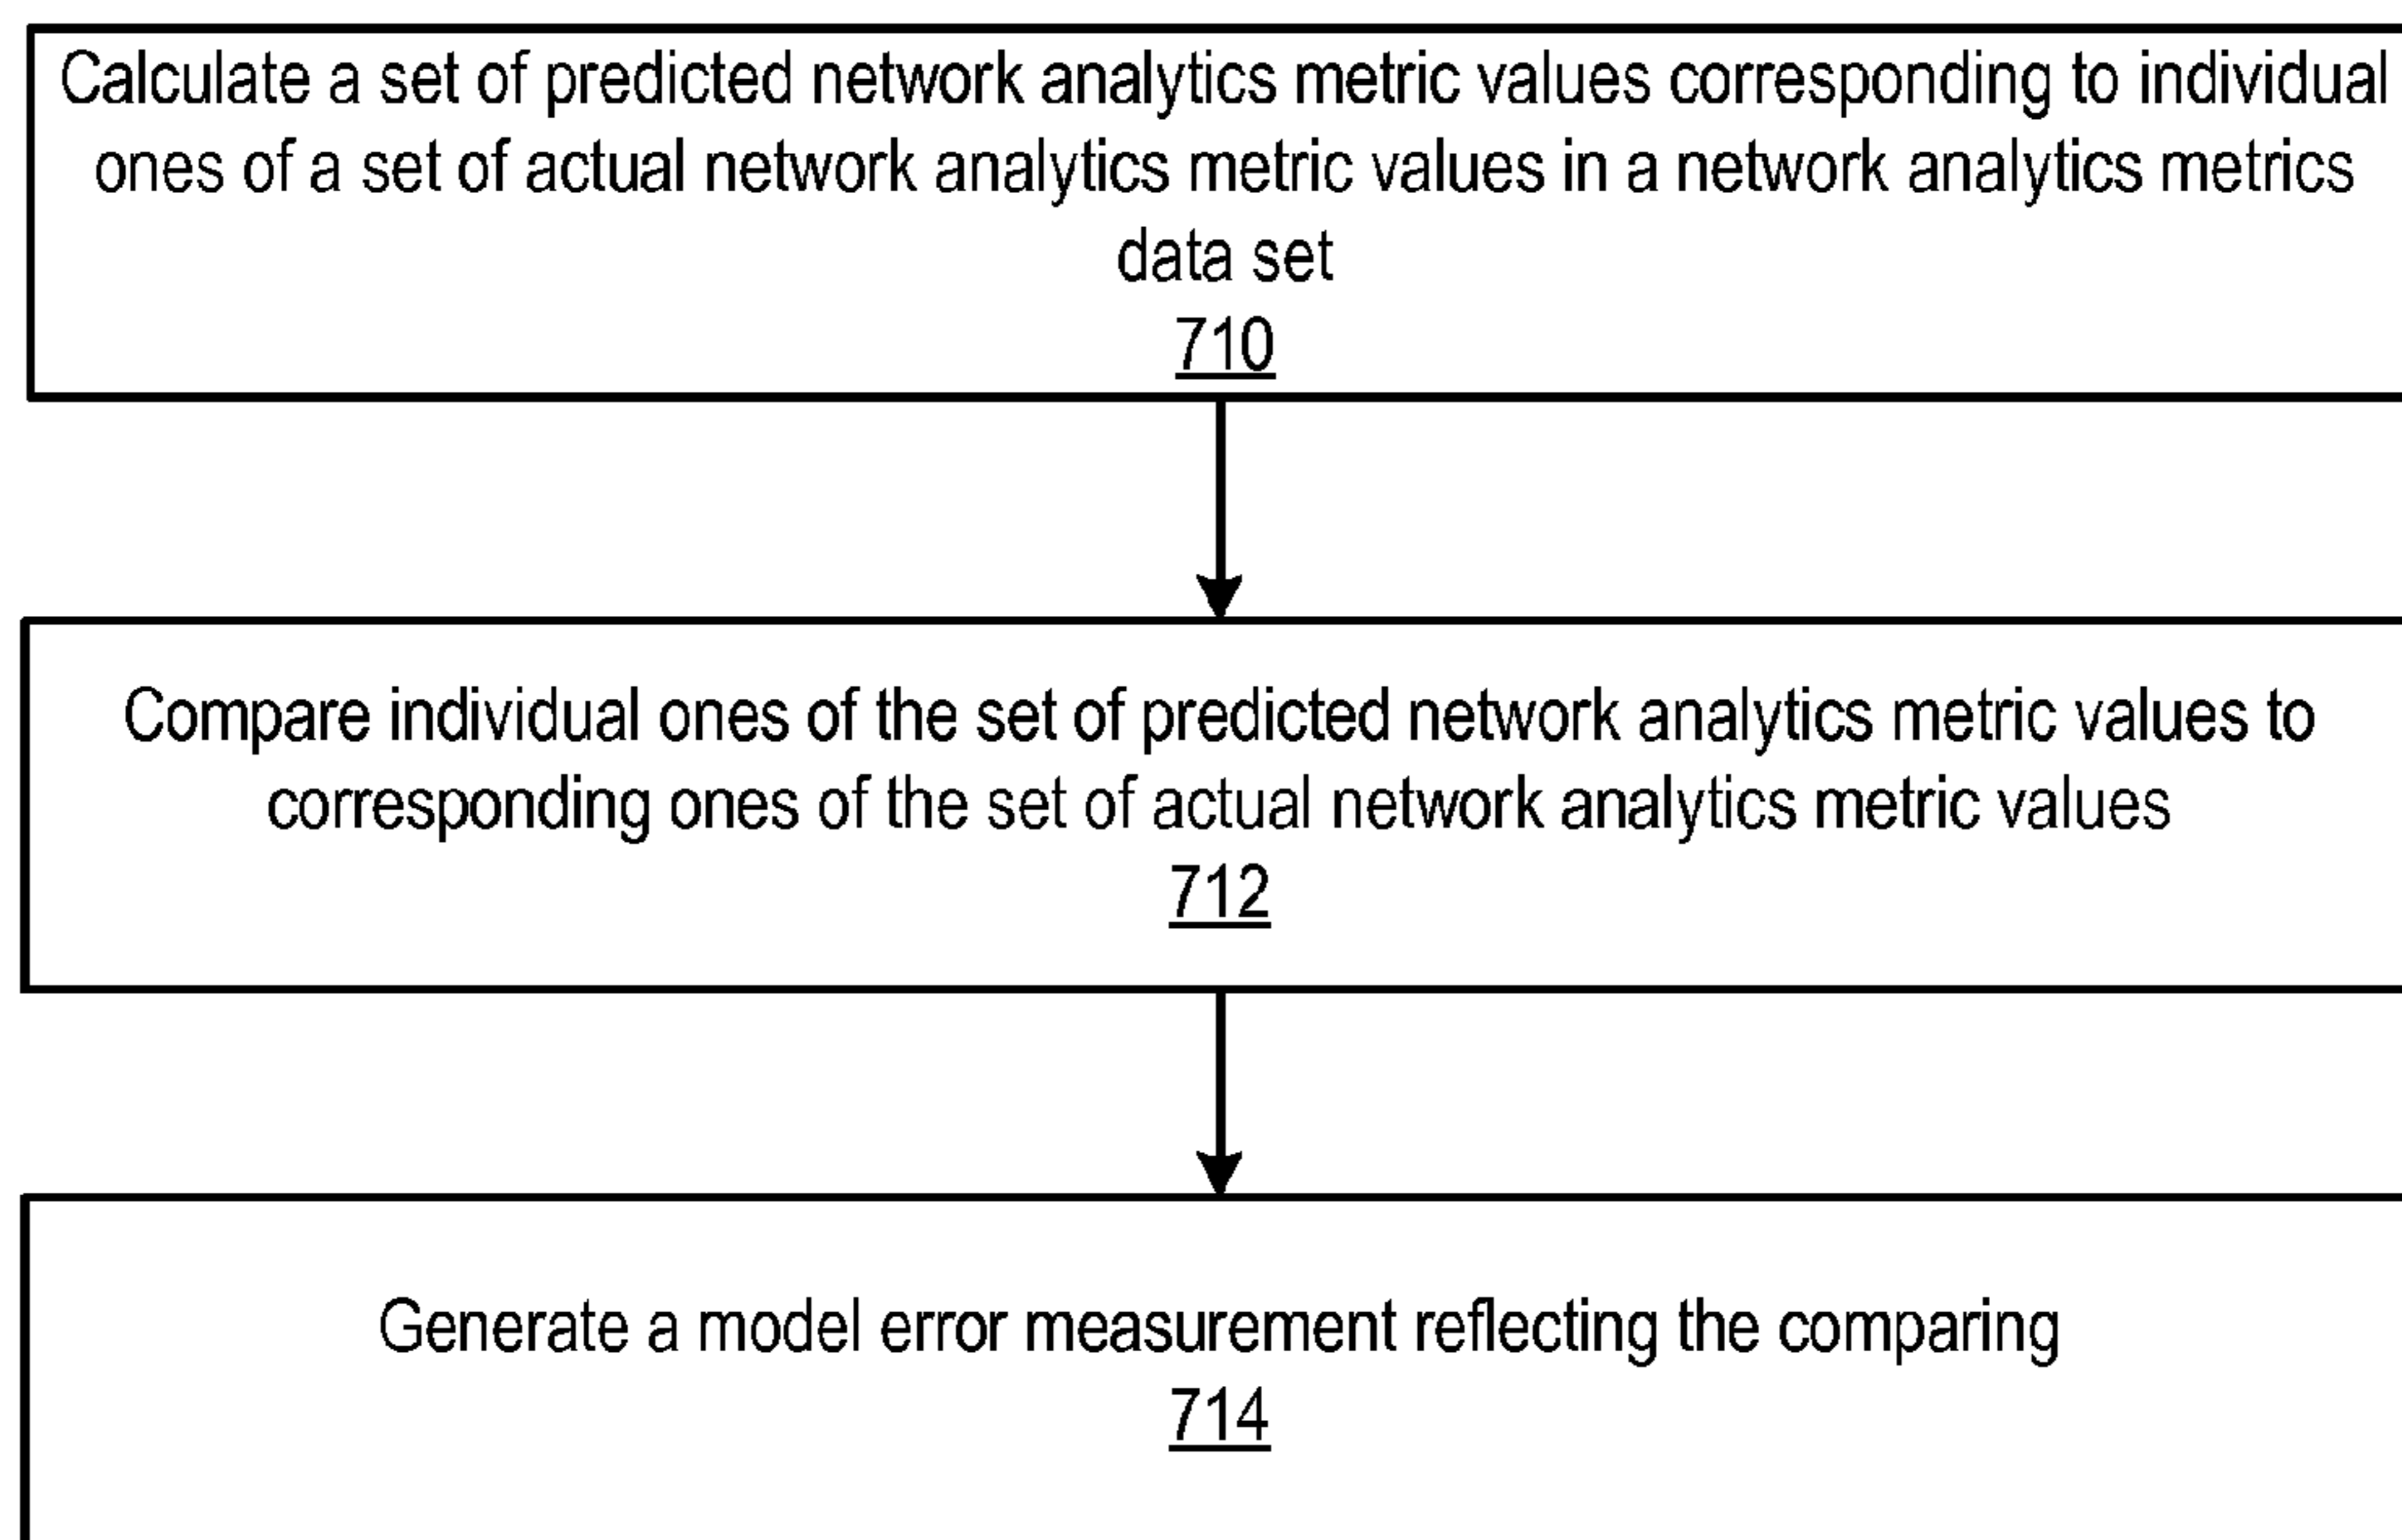 Calculate a set of predicted network analytics metric values corresponding to individual
ones of a set of actual network analytics metric values in a network analytics metrics
data set
710
Compare individual ones of the set of predicted network analytics metric values to
corresponding ones of the set of actual network analytics metric values
712
Generate a model error measurement reflecting the comparing
714